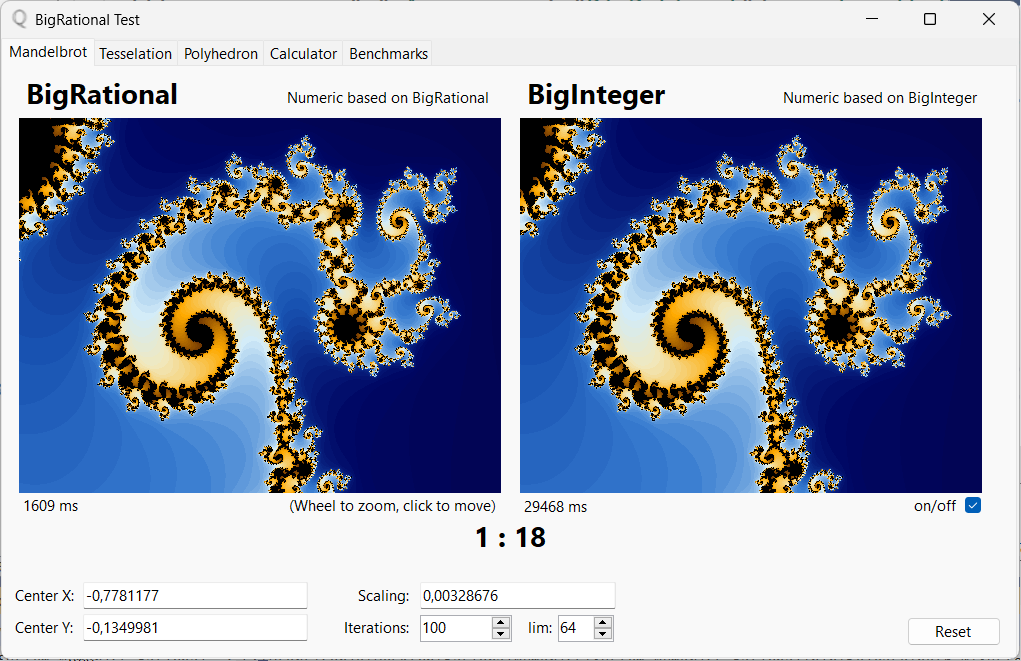 BigRational Test
Mandelbrot Tesselation Polyhedron Calculator Benchmarks
BigRational Numeric based on BigRational BigInteger Numeric based on BigInteger
1609 ms (Wheel to zoom, click to move) 29468 ms on/off
1 : 18
Center X: -0,7781177 Scaling: 0,00328676
Center Y: -0,1349981 Iterations: 100 lim: 64 Reset